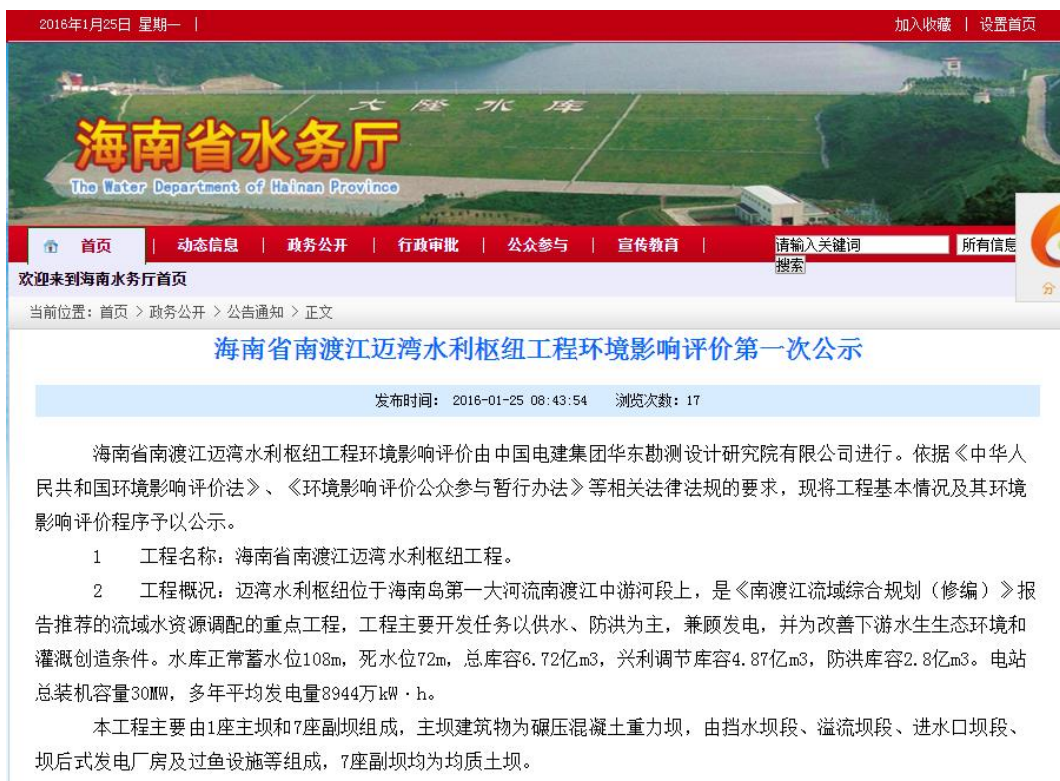 2016年1月25日 星期一 |
加入收藏 | 设置首页
大隆水库
海南省水务厅
The Water Department of Hainan Province
首页 | 动态信息 | 政务公开 | 行政审批 | 公众参与 | 宣传教育 |
请输入关键词
所有信息
搜索
分
欢迎来到海南水务厅首页
当前位置：首页 > 政务公开 > 公告通知 > 正文
海南省南渡江迈湾水利枢纽工程环境影响评价第一次公示
发布时间： 2016-01-25 08:43:54 浏览次数：17
海南省南渡江迈湾水利枢纽工程环境影响评价由中国电建集团华东勘测设计研究院有限公司进行。依据《中华人
民共和国环境影响评价法》、《环境影响评价公众参与暂行办法》等相关法律法规的要求，现将工程基本情况及其环境
影响评价程序予以公示。
1 工程名称：海南省南渡江迈湾水利枢纽工程。
2 工程概况：迈湾水利枢纽位于海南岛第一大河流南渡江中游河段上，是《南渡江流域综合规划（修编）》报
告推荐的流域水资源调配的重点工程，工程主要开发任务以供水、防洪为主，兼顾发电，并为改善下游水生生态环境和
灌溉创造条件。水库正常蓄水位108m，死水位72m，总库容6.72亿m3，兴利调节库容4.87亿m3，防洪库容2.8亿m3。电站
总装机容量30MW，多年平均发电量8944万kW·h。
本工程主要由1座主坝和7座副坝组成，主坝建筑物为碾压混凝土重力坝，由挡水坝段、溢流坝段、进水口坝段、
坝后式发电厂房及过鱼设施等组成，7座副坝均为均质土坝。